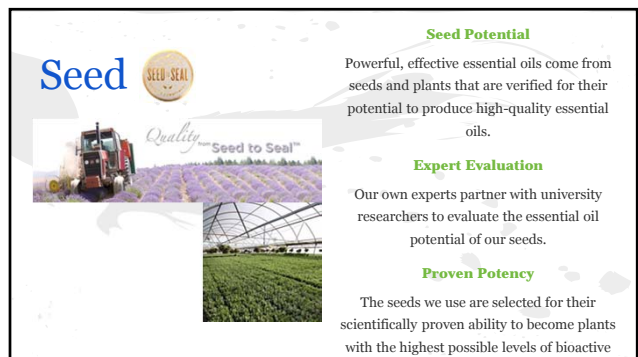 Seed
SEED TO SEAL
Quality from Seed to Seal™
Seed Potential
Powerful, effective essential oils come from
seeds and plants that are verified for their
potential to produce high-quality essential
oils.
Expert Evaluation
Our own experts partner with university
researchers to evaluate the essential oil
potential of our seeds.
Proven Potency
The seeds we use are selected for their
scientifically proven ability to become plants
with the highest possible levels of bioactive